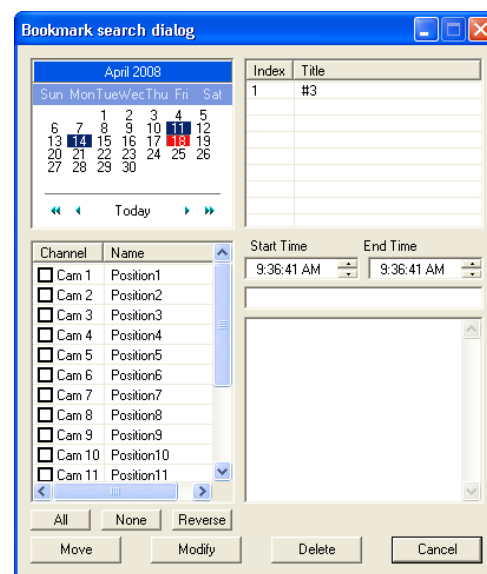 Bookmark search dialog
April 2008
Sun MonTueWecThu Fri Sat
1 2 3 4 5
6 7 8 9 10 11 12
13 14 15 16 17 18 19
20 21 22 23 24 25 26
27 28 29 30
Today
Index Title
1 #3
Channel Name
Cam 1 Position1
Cam 2 Position2
Cam 3 Position3
Cam 4 Position4
Cam 5 Position5
Cam 6 Position6
Cam 7 Position7
Cam 8 Position8
Cam 9 Position9
Cam 10 Position10
Cam 11 Position11
Start Time End Time
9:36:41 AM 9:36:41 AM
All None Reverse
Move Modify Delete Cancel